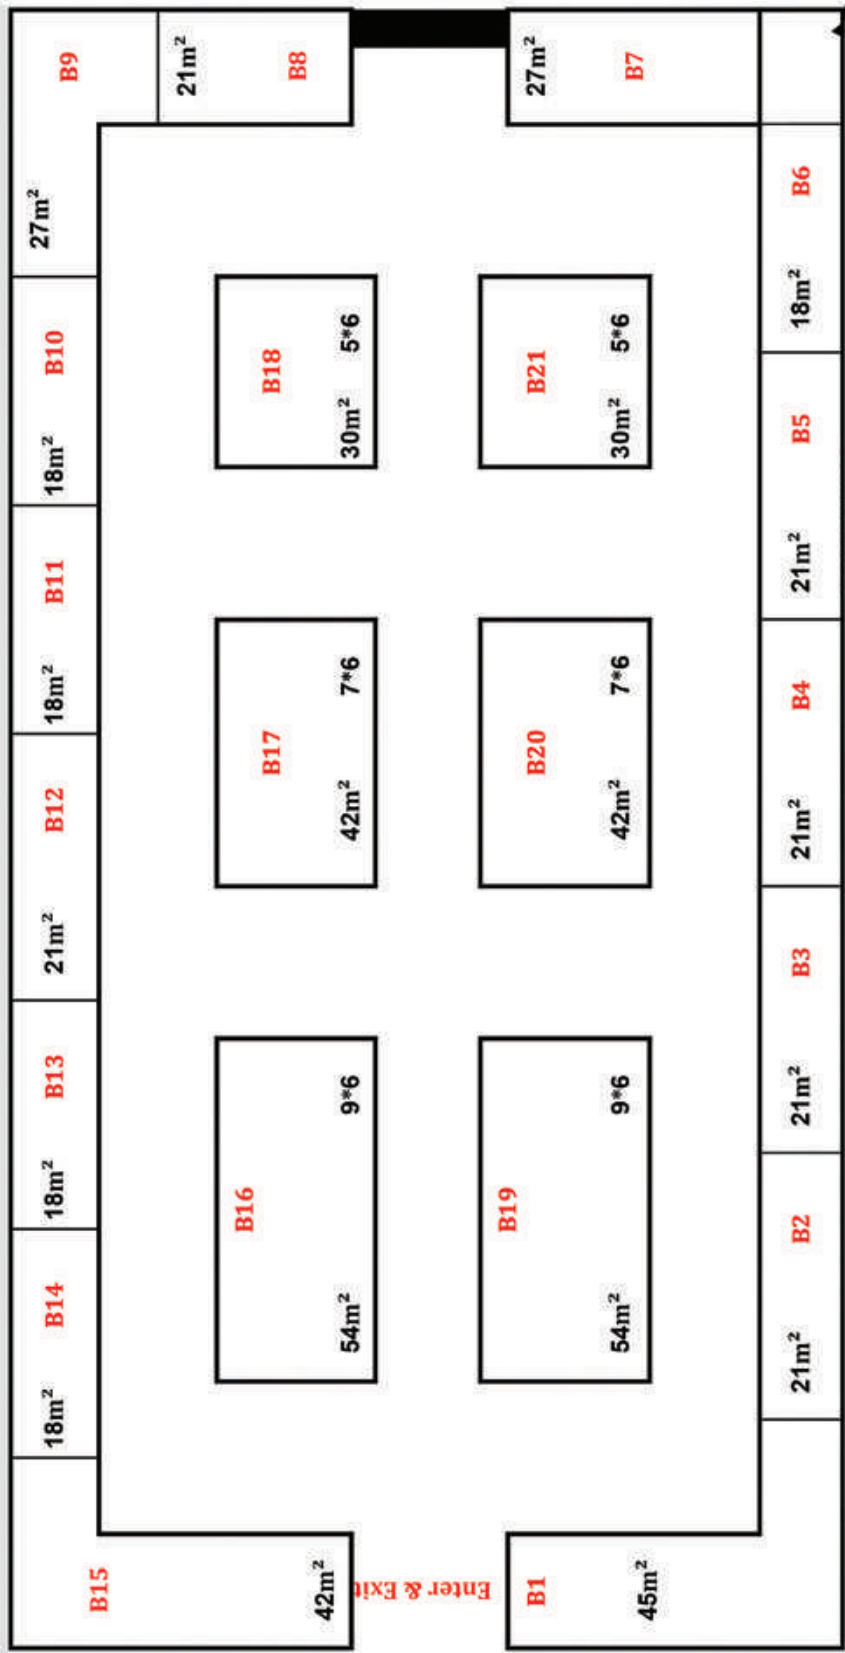 B9
27m²
21m²
B8
27m²
B7
B10
18m²
B11
18m²
B12
21m²
B13
18m²
B14
18m²
B15
42m²
B18
30m² 5*6
B17
42m² 7*6
B16
54m² 9*6
B21
30m² 5*6
B20
42m² 7*6
B19
54m² 9*6
B6
18m²
B5
21m²
B4
21m²
B3
21m²
B2
21m²
Enter & Exit
B1
45m²